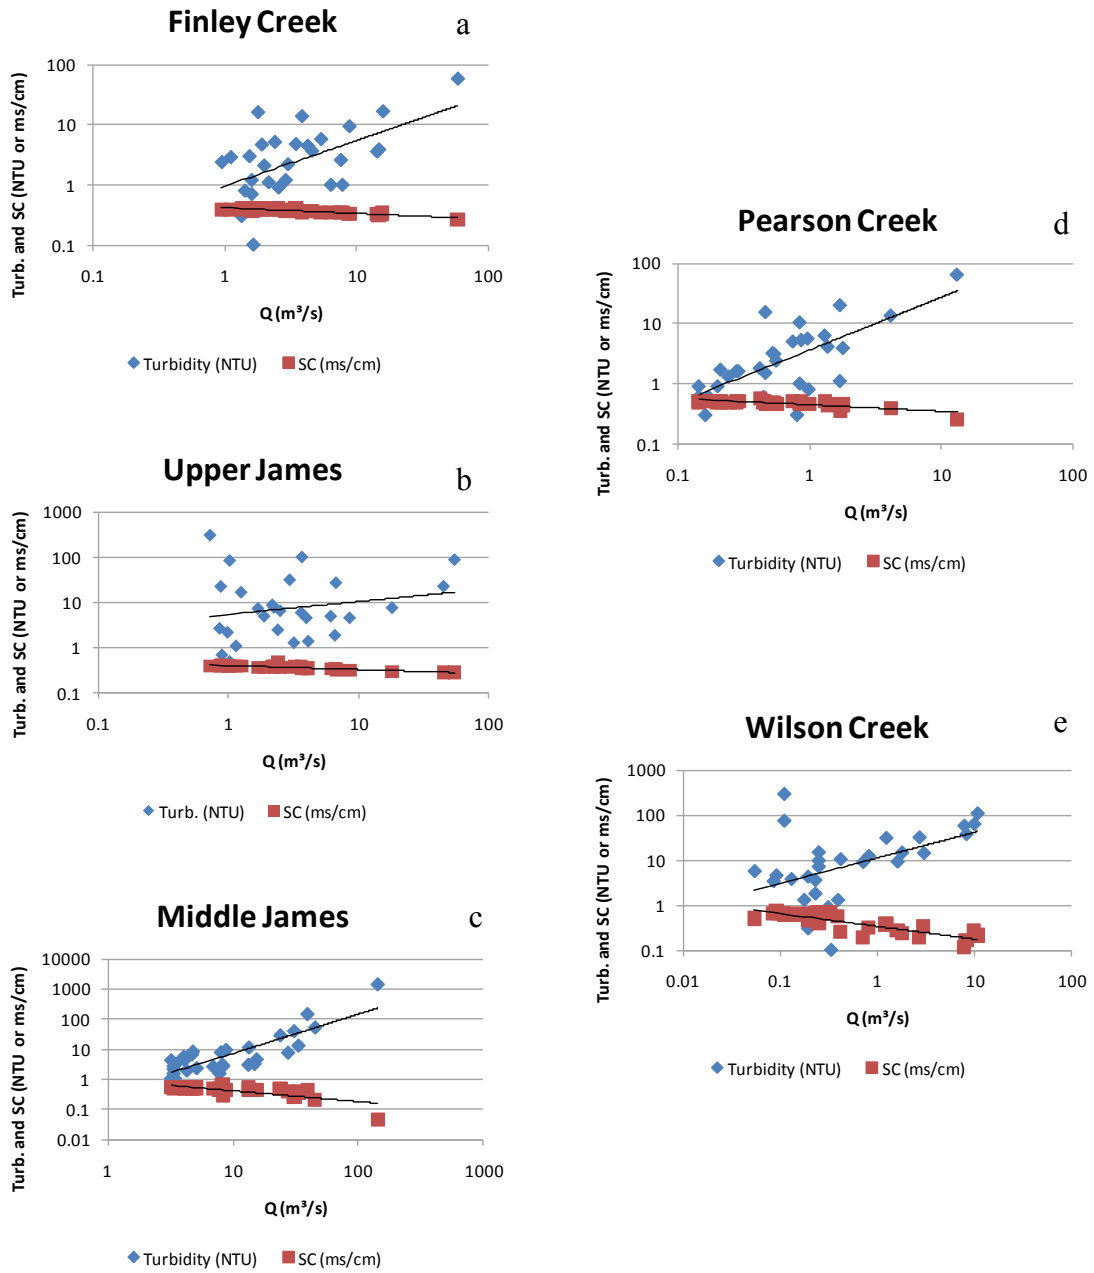 Finley Creek
a
Turb. and SC (NTU or ms/cm)
100
10
1
0.1
0.1 1 10 100
Q (m³/s)
Turbidity (NTU) SC (ms/cm)
Upper James
b
Turb. and SC (NTU or ms/cm)
1000
100
10
1
0.1
0.1 1 10 100
Q (m³/s)
Turb. (NTU) SC (ms/cm)
Middle James
c
Turb. and SC (NTU or ms/cm)
10000
1000
100
10
1
0.1
0.01
1 10 100 1000
Q (m³/s)
Turbidity (NTU) SC (ms/cm)
Pearson Creek
d
Turb. and SC (NTU or ms/cm)
100
10
1
0.1
0.1 1 10 100
Q (m³/s)
Turbidity (NTU) SC (ms/cm)
Wilson Creek
e
Turb. and SC (NTU or ms/cm)
1000
100
10
1
0.1
0.01 0.1 1 10 100
Q (m³/s)
Turbidity (NTU) SC (ms/cm)